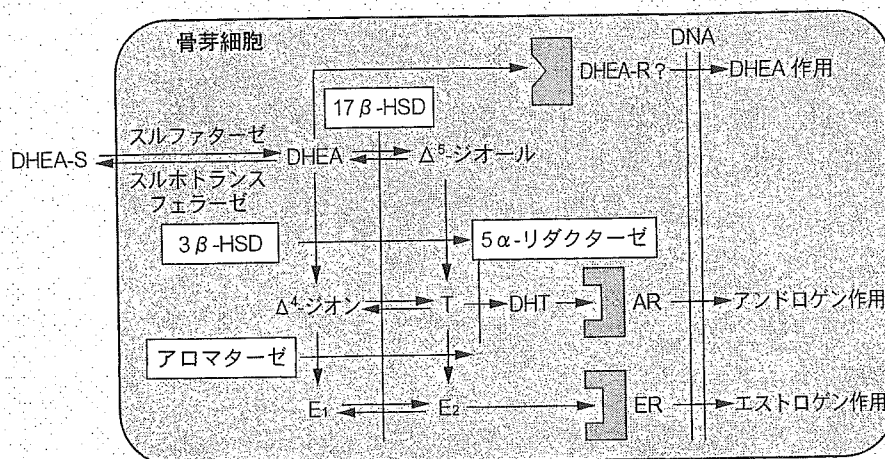 骨芽細胞
DNA
DHEA-R?
DHEA 作用
17β-HSD
スルファターゼ
DHEA-S
DHEA
Δ⁵-ジオール
スルホトランス
フェラーゼ
3β-HSD
5α-リダクターゼ
Δ⁴-ジオン
T
DHT
AR
アンドロゲン作用
アロマターゼ
E₁
E₂
ER
エストロゲン作用